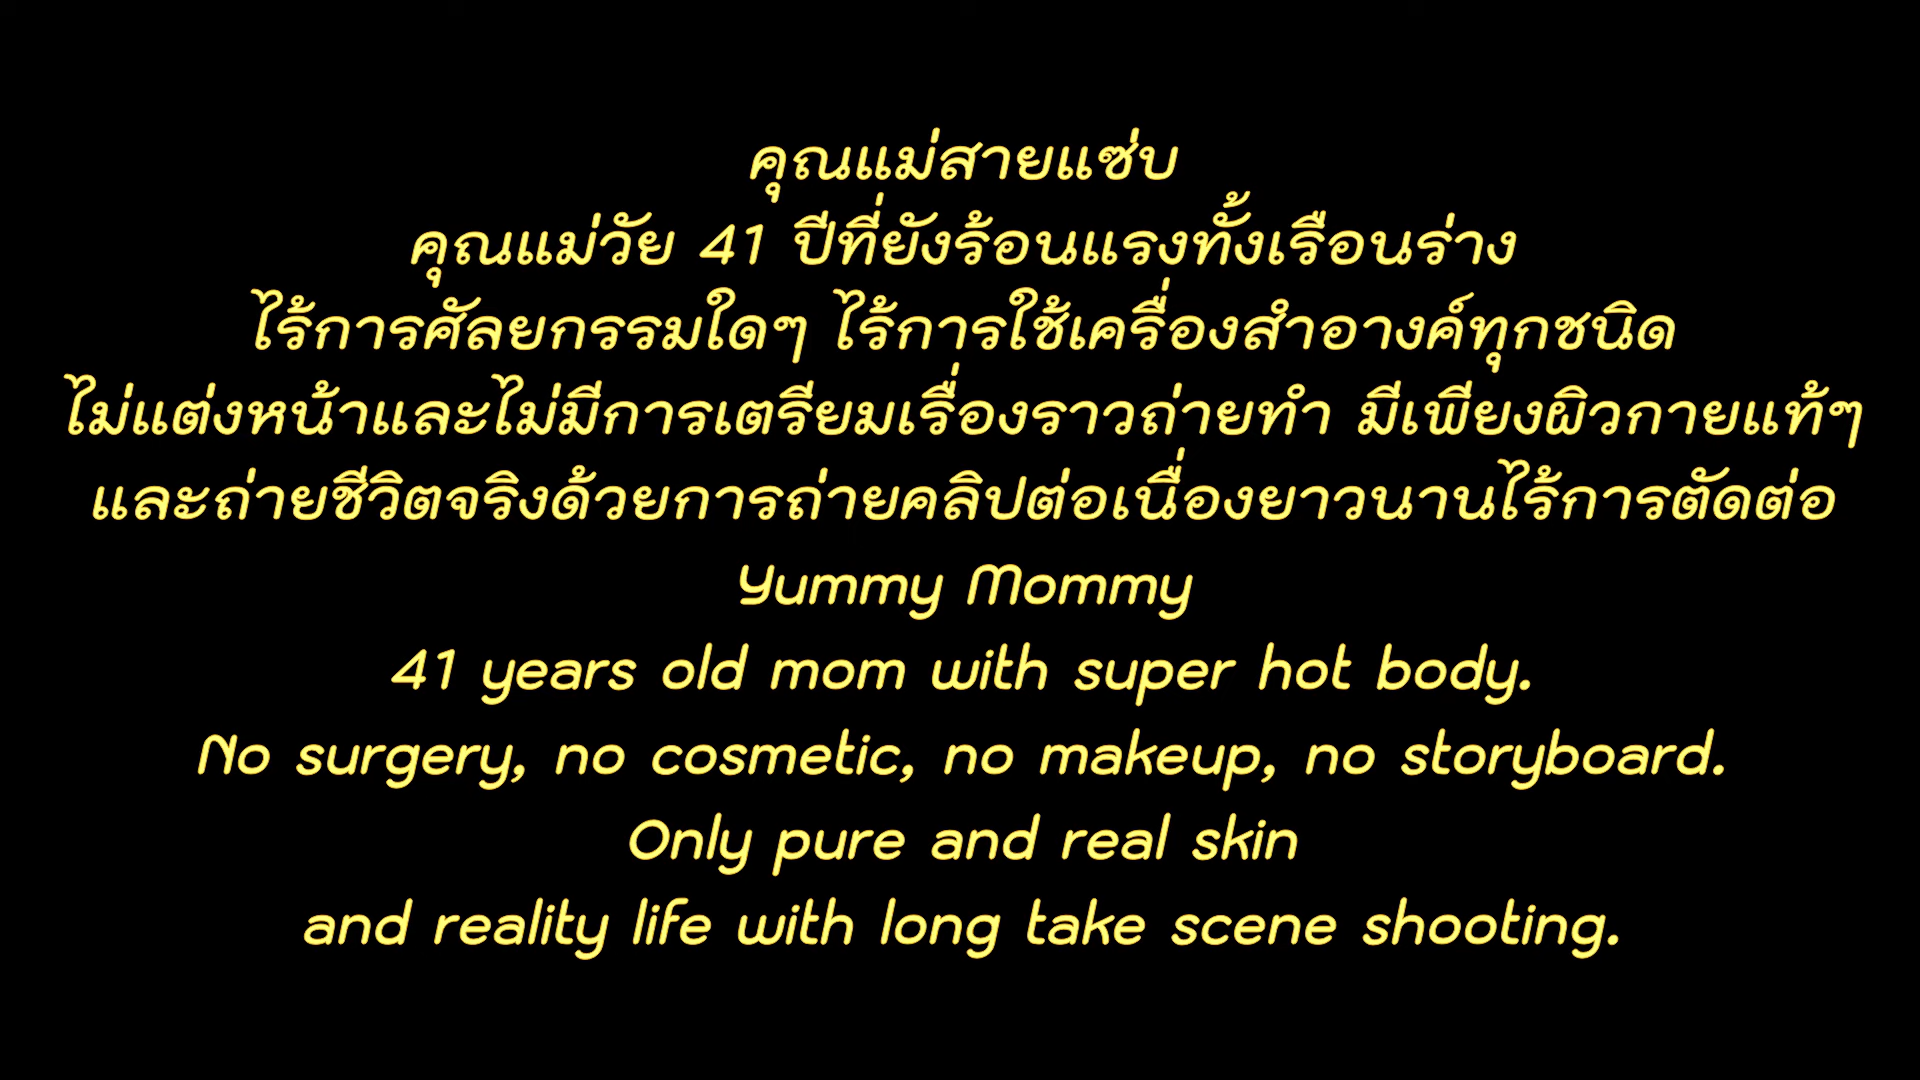 คุณแม่สายแซ่บ
คุณแม่วัย 41 ปีที่ยังร้อนแรงทั้งเรือนร่าง
ไร้การศัลยกรรมใดๆ ไร้การใช้เครื่องสำอางค์ทุกชนิด
ไม่แต่งหน้าและไม่มีการเตรียมเรื่องราวถ่ายทำ มีเพียงผิวกายแท้ๆ
และถ่ายชีวิตจริงด้วยการถ่ายคลิปต่อเนื่องยาวนานไร้การตัดต่อ
Yummy Mommy
41 years old mom with super hot body.
No surgery, no cosmetic, no makeup, no storyboard.
Only pure and real skin
and reality life with long take scene shooting.